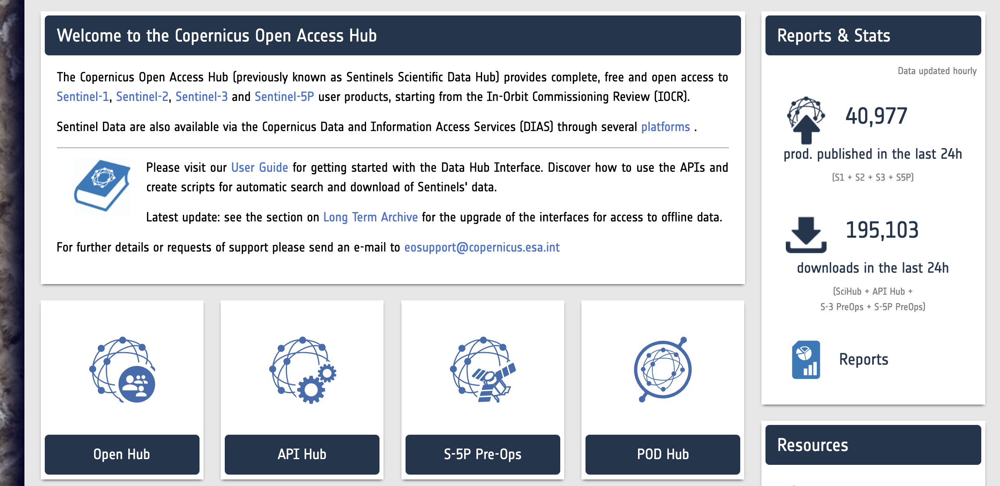 Welcome to the Copernicus Open Access Hub
The Copernicus Open Access Hub (previously known as Sentinels Scientific Data Hub) provides complete, free and open access to
Sentinel-1, Sentinel-2, Sentinel-3 and Sentinel-5P user products, starting from the In-Orbit Commissioning Review (IOCR).
Sentinel Data are also available via the Copernicus Data and Information Access Services (DIAS) through several platforms .
Please visit our User Guide for getting started with the Data Hub Interface. Discover how to use the APIs and
create scripts for automatic search and download of Sentinels' data.
Latest update: see the section on Long Term Archive for the upgrade of the interfaces for access to offline data.
For further details or requests of support please send an e-mail to eosupport@copernicus.esa.int
Open Hub
API Hub
S-5P Pre-Ops
POD Hub
Reports & Stats
Data updated hourly
40,977
prod. published in the last 24h
(S1 + S2 + S3 + S5P)
195,103
downloads in the last 24h
(SciHub + API Hub +
S-3 PreOps + S-5P PreOps)
Reports
Resources